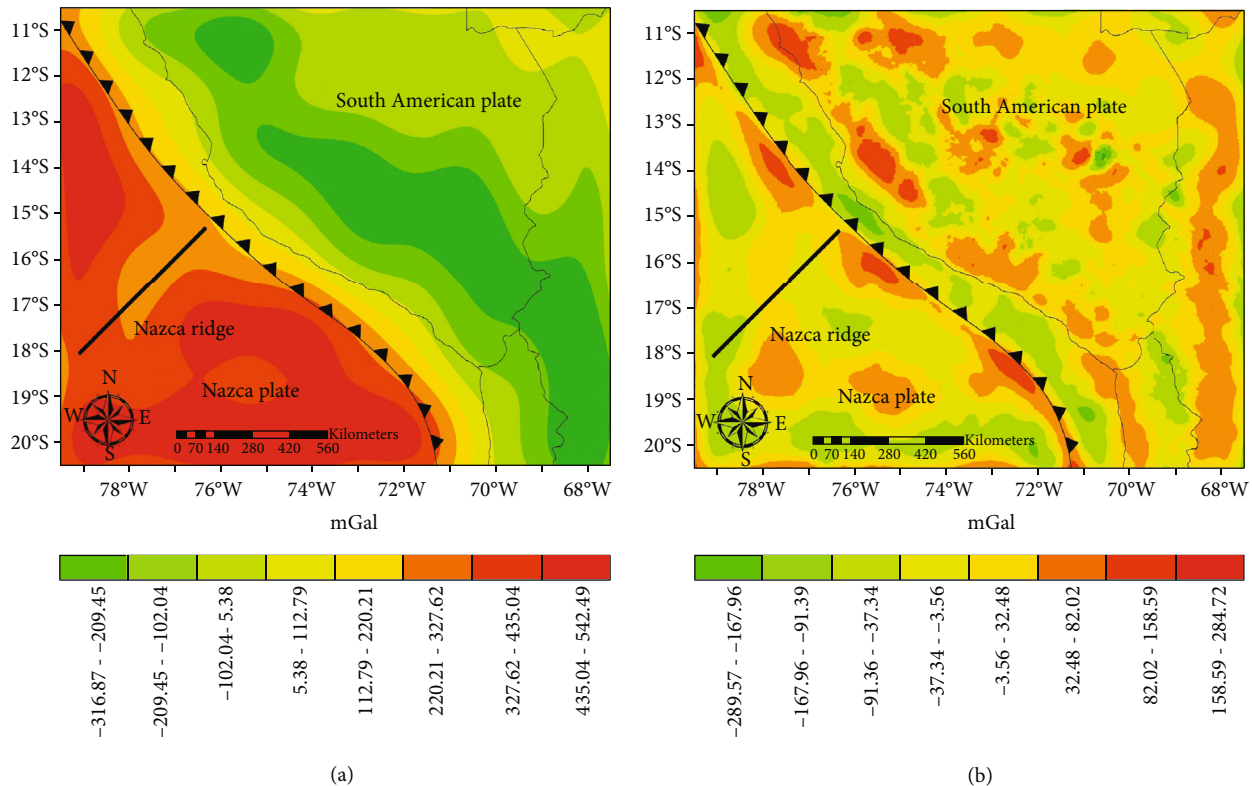 11°S
12°S
13°S
14°S
15°S
16°S
17°S
18°S
19°S
20°S
South American plate
Nazca ridge
Nazca plate
N
W E
S
Kilometers
0 70 140 280 420 560
78°W 76°W 74°W 72°W 70°W 68°W
mGal
−316.87 - −209.45
−209.45 - −102.04
−102.04- 5.38
5.38 - 112.79
112.79 - 220.21
220.21 - 327.62
327.62 - 435.04
435.04 - 542.49
(a)
11°S
12°S
13°S
14°S
15°S
16°S
17°S
18°S
19°S
20°S
South American plate
Nazca ridge
Nazca plate
N
W E
S
Kilometers
0 70 140 280 420 560
78°W 76°W 74°W 72°W 70°W 68°W
mGal
−289.57 - −167.96
−167.96 - −91.39
−91.36 - −37.34
−37.34 - −3.56
−3.56 - 32.48
32.48 - 82.02
82.02 - 158.59
158.59 - 284.72
(b)